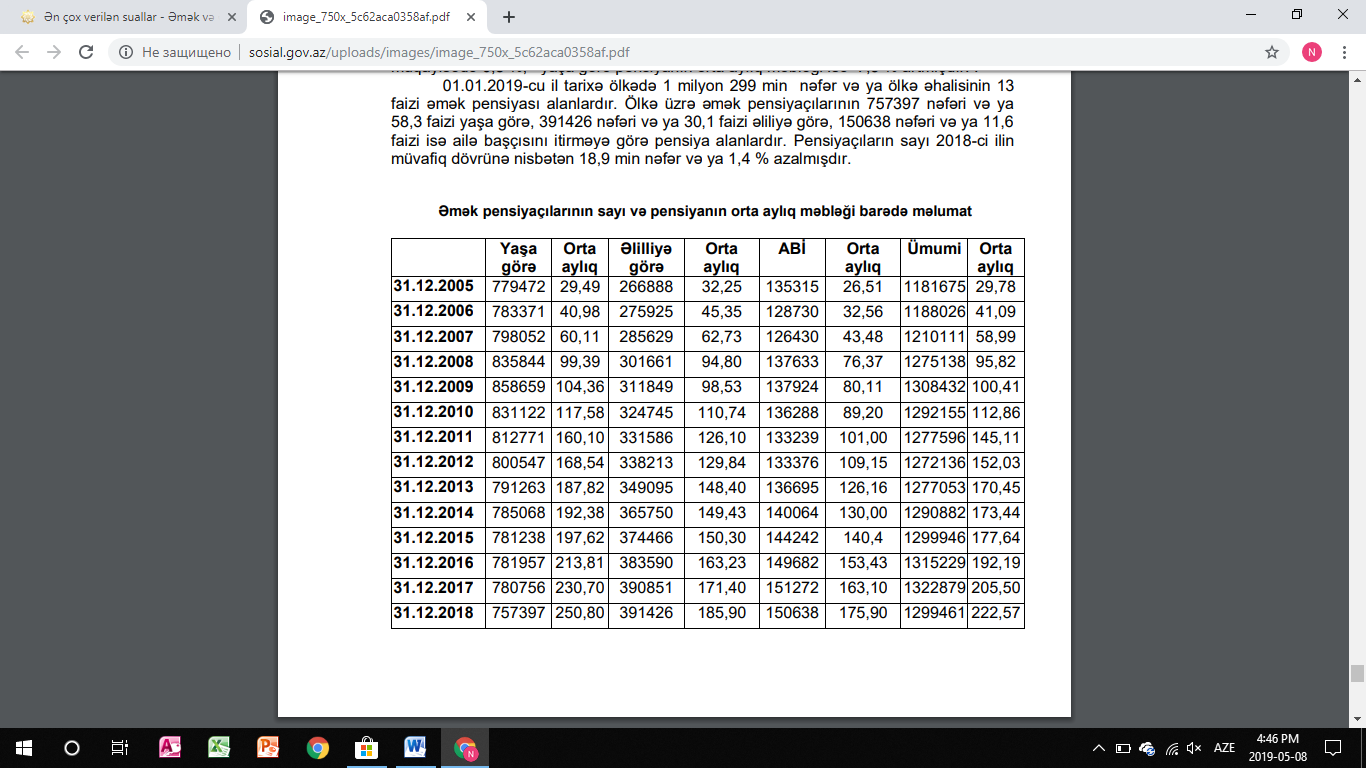 Ən çox verilən suallar - Əmək və
image_750x_5c62aca0358af.pdf
Не защищено
sosial.gov.az/uploads/images/image_750x_5c62aca0358af.pdf
N
01.01.2019-cu il tarixə ölkədə 1 milyon 299 min nəfər və ya ölkə əhalisinin 13
faizi əmək pensiyası alanlardır. Ölkə üzrə əmək pensiyaçılarının 757397 nəfəri və ya
58,3 faizi yaşa görə, 391426 nəfəri və ya 30,1 faizi əliliyə görə, 150638 nəfəri və ya 11,6
faizi isə ailə başçısını itirməyə görə pensiya alanlardır. Pensiyaçıların sayı 2018-ci ilin
müvafiq dövrünə nisbətən 18,9 min nəfər və ya 1,4 % azalmışdır.
Əmək pensiyaçılarının sayı və pensiyanın orta aylıq məbləği barədə məlumat
Yaşa görə Orta aylıq Əlilliyə görə Orta aylıq ABİ Orta aylıq Ümumi Orta aylıq
31.12.2005 779472 29,49 266888 32,25 135315 26,51 1181675 29,78
31.12.2006 783371 40,98 275925 45,35 128730 32,56 1188026 41,09
31.12.2007 798052 60,11 285629 62,73 126430 43,48 1210111 58,99
31.12.2008 835844 99,39 301661 94,80 137633 76,37 1275138 95,82
31.12.2009 858659 104,36 311849 98,53 137924 80,11 1308432 100,41
31.12.2010 831122 117,58 324745 110,74 136288 89,20 1292155 112,86
31.12.2011 812771 160,10 331586 126,10 133239 101,00 1277596 145,11
31.12.2012 800547 168,54 338213 129,84 133376 109,15 1272136 152,03
31.12.2013 791263 187,82 349095 148,40 136695 126,16 1277053 170,45
31.12.2014 785068 192,38 365750 149,43 140064 130,00 1290882 173,44
31.12.2015 781238 197,62 374466 150,30 144242 140,4 1299946 177,64
31.12.2016 781957 213,81 383590 163,23 149682 153,43 1315229 192,19
31.12.2017 780756 230,70 390851 171,40 151272 163,10 1322879 205,50
31.12.2018 757397 250,80 391426 185,90 150638 175,90 1299461 222,57
AZE
4:46 PM
2019-05-08